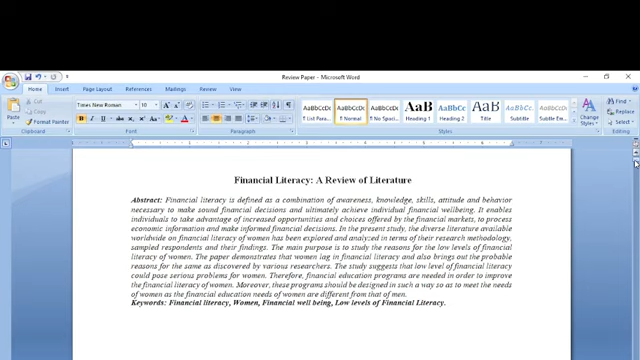 Review Paper - Microsoft Word
Home Insert Page Layout References Mailings Review View
Cut
Copy
Format Painter
Paste
Clipboard
Times New Roman 10
Font
Paragraph
AaBbCcDc AaBbCcDc AaBbCcDc AaBb AaBbCc AaB AaBbCcDc AaBbCcDc
¶ List Para... ¶ Normal ¶ No Spaci... Heading 1 Heading 2 Title Subtitle Subtle Em...
Change Styles
Styles
Find
Replace
Select
Editing
Financial Literacy: A Review of Literature
Abstract: Financial literacy is defined as a combination of awareness, knowledge, skills, attitude and behavior
necessary to make sound financial decisions and ultimately achieve individual financial wellbeing. It enables
individuals to take advantage of increased opportunities and choices offered by the financial markets, to process
economic information and make informed financial decisions. In the present study, the diverse literature available
worldwide on financial literacy of women has been explored and analyzed in terms of their research methodology,
sampled respondents and their findings. The main purpose is to study the reasons for the low levels of financial
literacy of women. The paper demonstrates that women lag in financial literacy and also brings out the probable
reasons for the same as discovered by various researchers. The study suggests that low level of financial literacy
could pose serious problems for women. Therefore, financial education programs are needed in order to improve
the financial literacy of women. Moreover, these programs should be designed in such a way so as to meet the needs
of women as the financial education needs of women are different from that of men.
Keywords: Financial literacy, Women, Financial well being, Low levels of Financial Literacy.